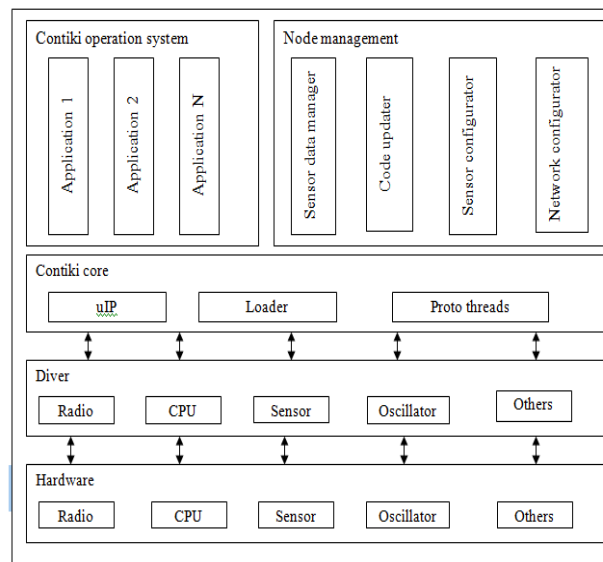 Contiki operation system
Node management
Application 1
Application 2
Application N
Sensor data manager
Code updater
Sensor configurator
Network configurator
Contiki core
uIP
Loader
Proto threads
Diver
Radio
CPU
Sensor
Oscillator
Others
Hardware
Radio
CPU
Sensor
Oscillator
Others